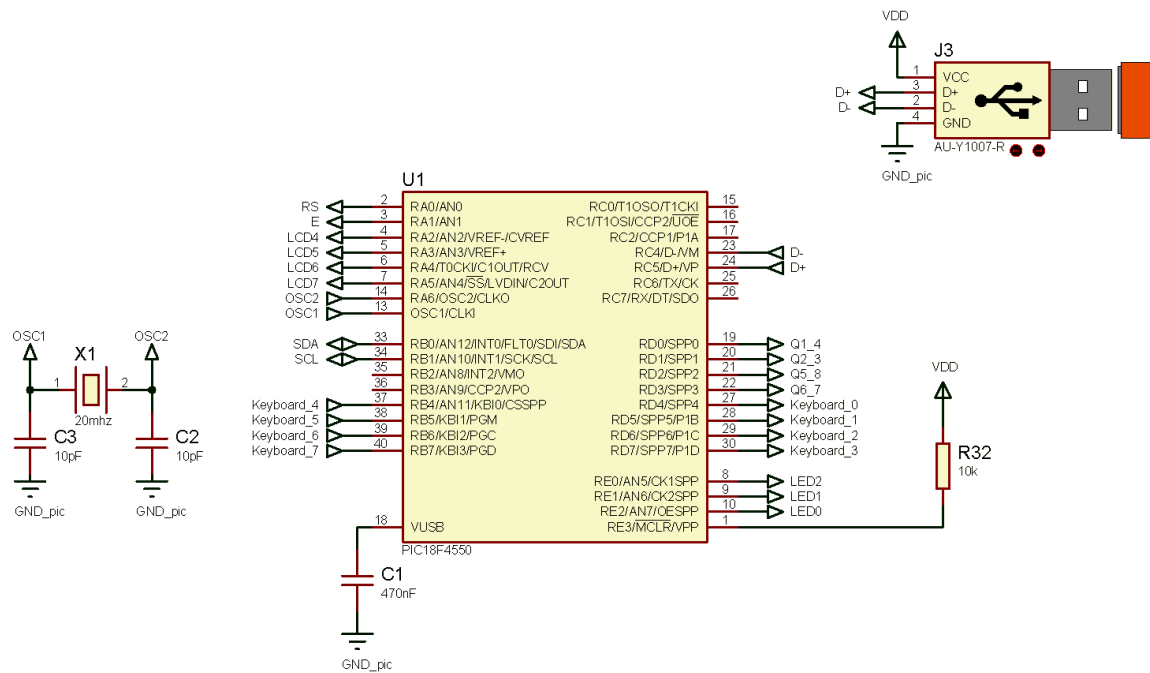 VDD
J3
1 VCC
D+ 3 D+
D- 2 D-
4 GND
AU-Y1007-R
GND_pic
U1
RS 2 RA0/AN0
E 3 RA1/AN1
LCD4 4 RA2/AN2/VREF-/CVREF
LCD5 5 RA3/AN3/VREF+
LCD6 6 RA4/T0CKI/C1OUT/RCV
LCD7 7 RA5/AN4/SS/LVDIN/C2OUT
OSC2 14 RA6/OSC2/CLKO
OSC1 13 OSC1/CLKI
SDA 33 RB0/AN12/INT0/FLT0/SDI/SDA
SCL 34 RB1/AN10/INT1/SCK/SCL
35 RB2/AN8/INT2/VMO
36 RB3/AN9/CCP2/VPO
Keyboard_4 37 RB4/AN11/KBI0/CSSPP
Keyboard_5 38 RB5/KBI1/PGM
Keyboard_6 39 RB6/KBI2/PGC
Keyboard_7 40 RB7/KBI3/PGD
18 VUSB
RC0/T1OSO/T1CKI 15
RC1/T1OSI/CCP2/UOE 16
RC2/CCP1/P1A 17
RC4/D-/VM 23 D-
RC5/D+/VP 24 D+
RC6/TX/CK 25
RC7/RX/DT/SDO 26
RD0/SPP0 19 Q1_4
RD1/SPP1 20 Q2_3
RD2/SPP2 21 Q5_8
RD3/SPP3 22 Q6_7
RD4/SPP4 27 Keyboard_0
RD5/SPP5/P1B 28 Keyboard_1
RD6/SPP6/P1C 29 Keyboard_2
RD7/SPP7/P1D 30 Keyboard_3
RE0/AN5/CK1SPP 8 LED2
RE1/AN6/CK2SPP 9 LED1
RE2/AN7/OESPP 10 LED0
RE3/MCLR/VPP 1
PIC18F4550
OSC1
OSC2
X1
1 2
20mhz
C3
10pF
GND_pic
C2
10pF
GND_pic
C1
470nF
GND_pic
VDD
R32
10k